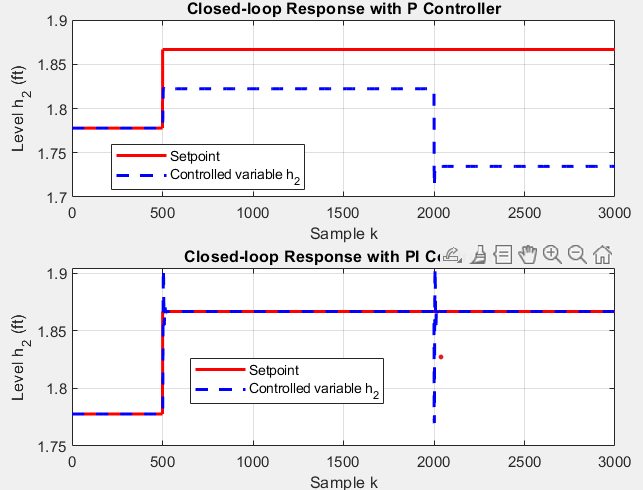 Closed-loop Response with P Controller
1.9
1.85
1.8
1.75
1.7
Level h2 (ft)
Setpoint
Controlled variable h2
0 500 1000 1500 2000 2500 3000
Sample k
Closed-loop Response with PI Co
1.9
1.85
1.8
1.75
Level h2 (ft)
Setpoint
Controlled variable h2
0 500 1000 1500 2000 2500 3000
Sample k